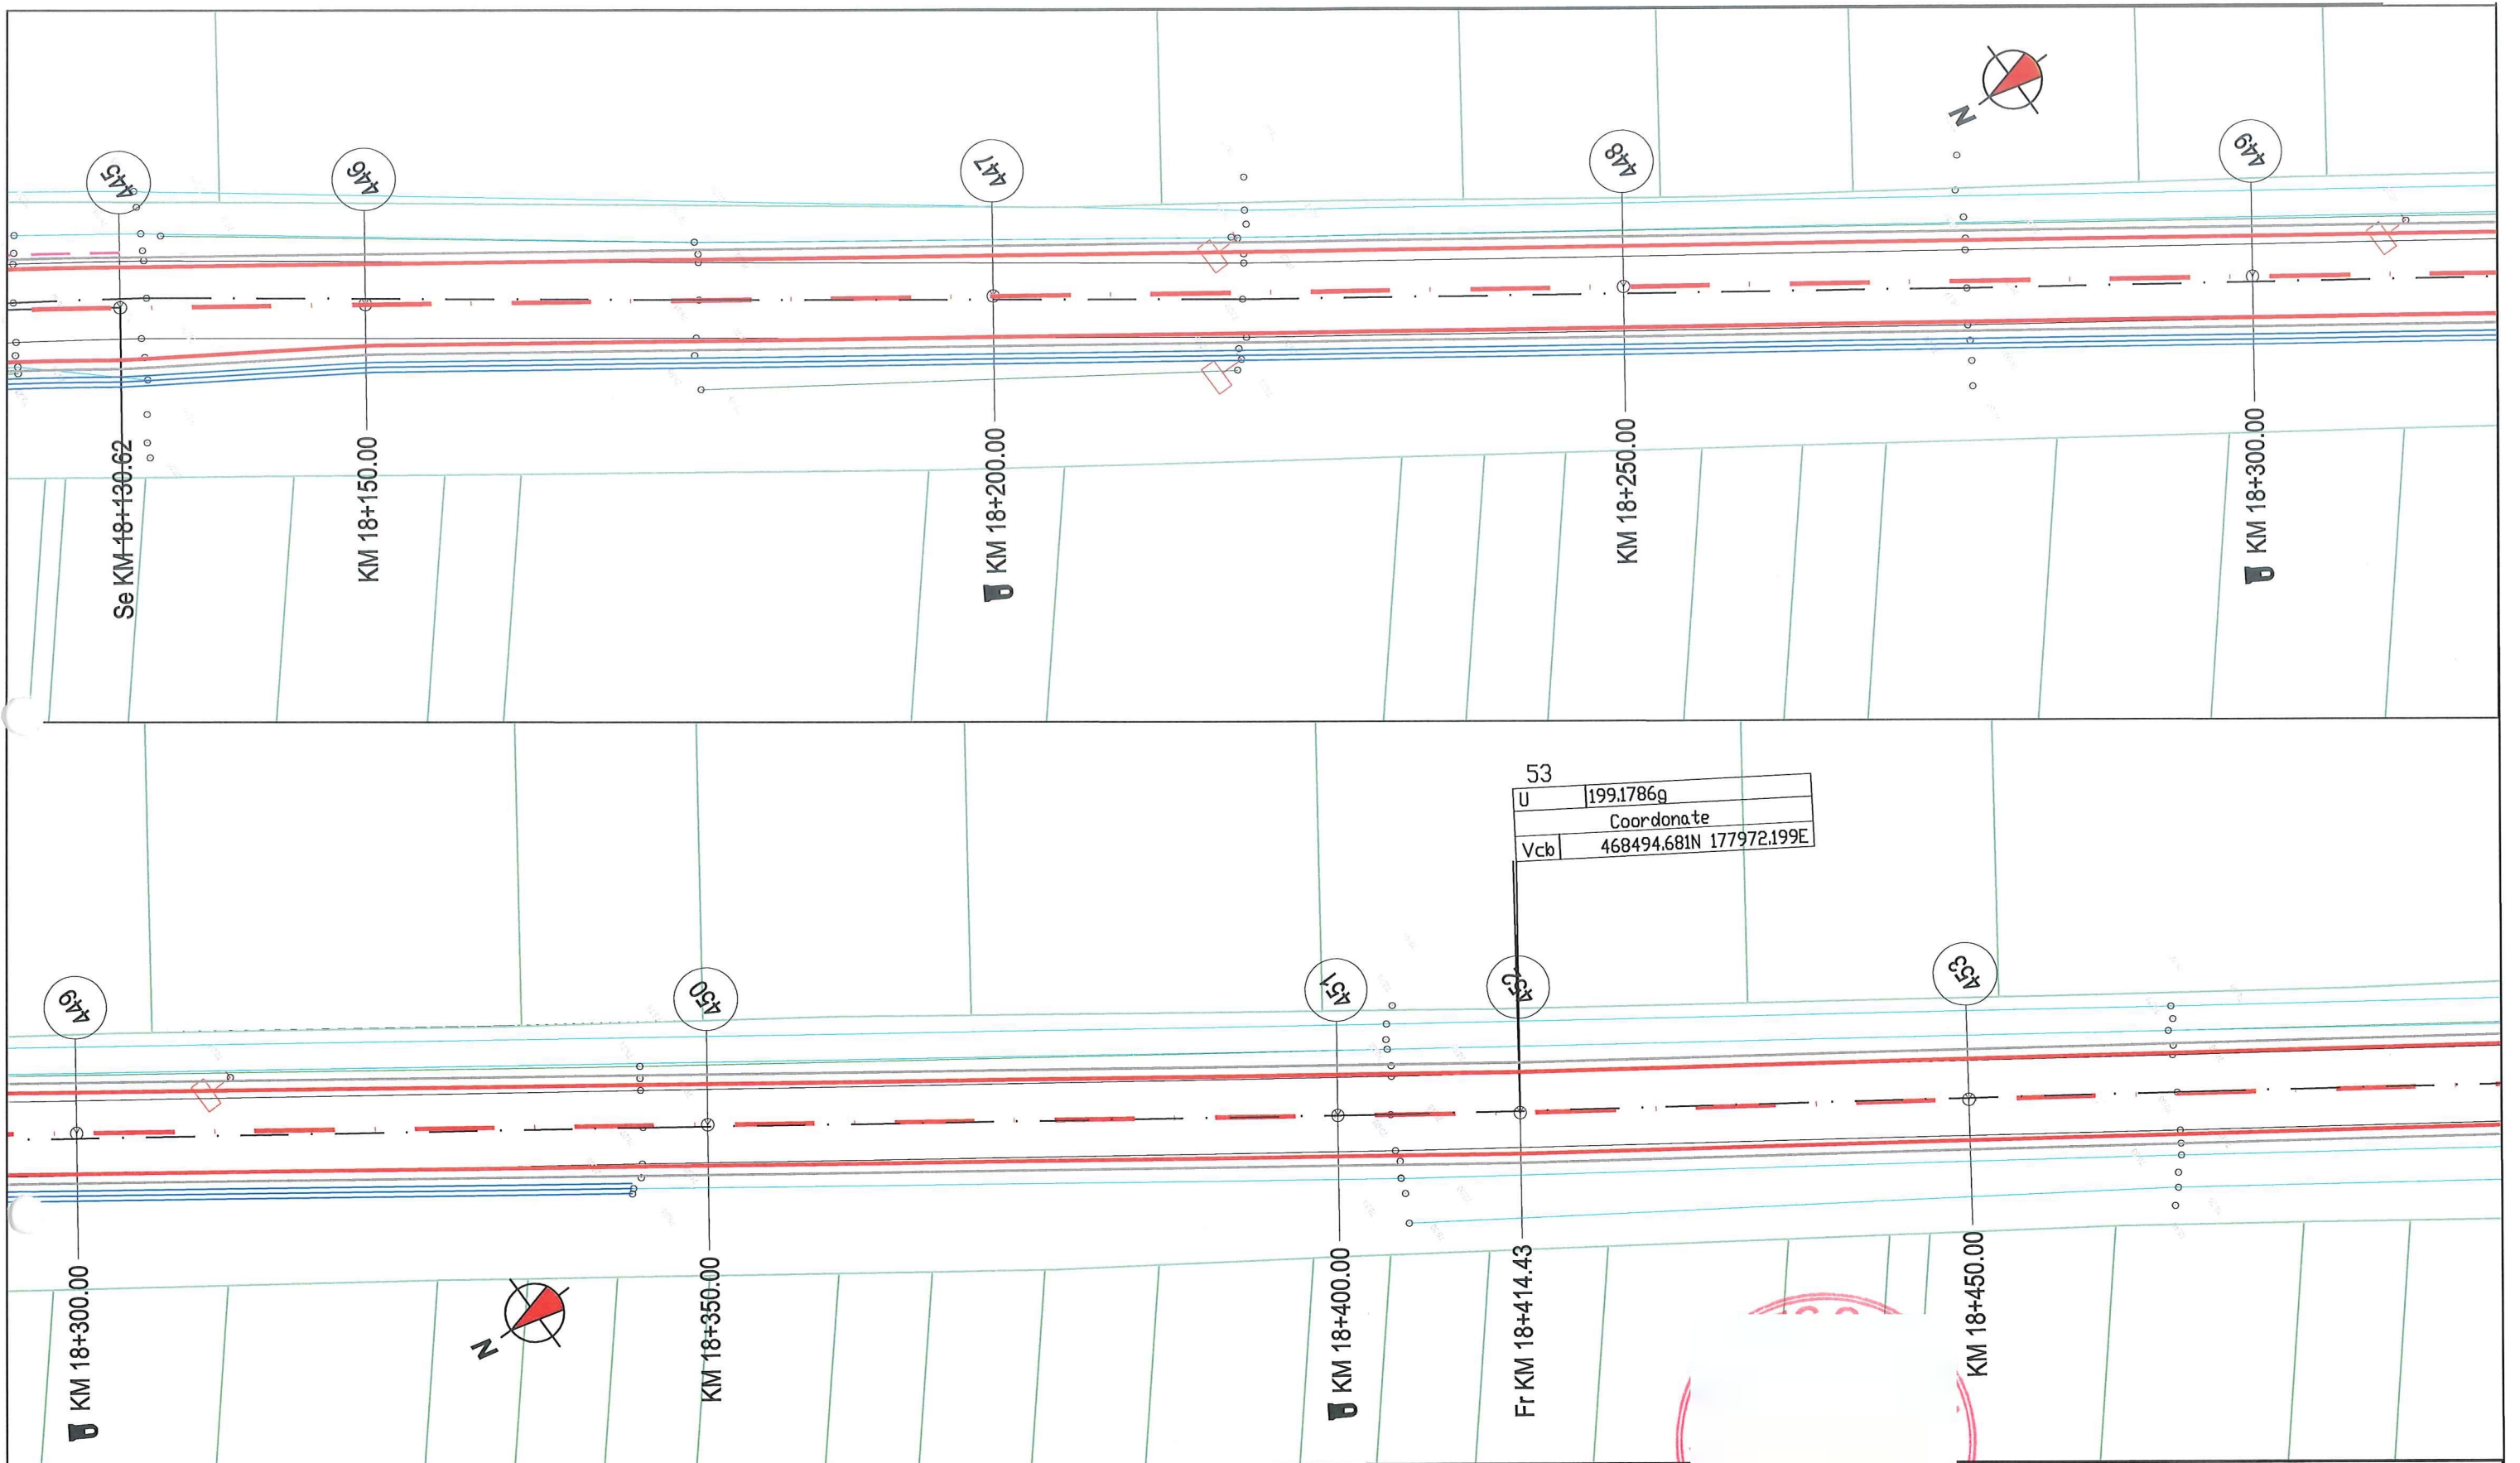 N
445
446
447
448
449
Se KM 18+130.62
KM 18+150.00
KM 18+200.00
KM 18+250.00
KM 18+300.00
53
U 199.1786g
Coordonate
Vcb 468494.681N 177972.199E
449
450
451
452
453
KM 18+300.00
N
KM 18+350.00
KM 18+400.00
Fr KM 18+414.43
KM 18+450.00